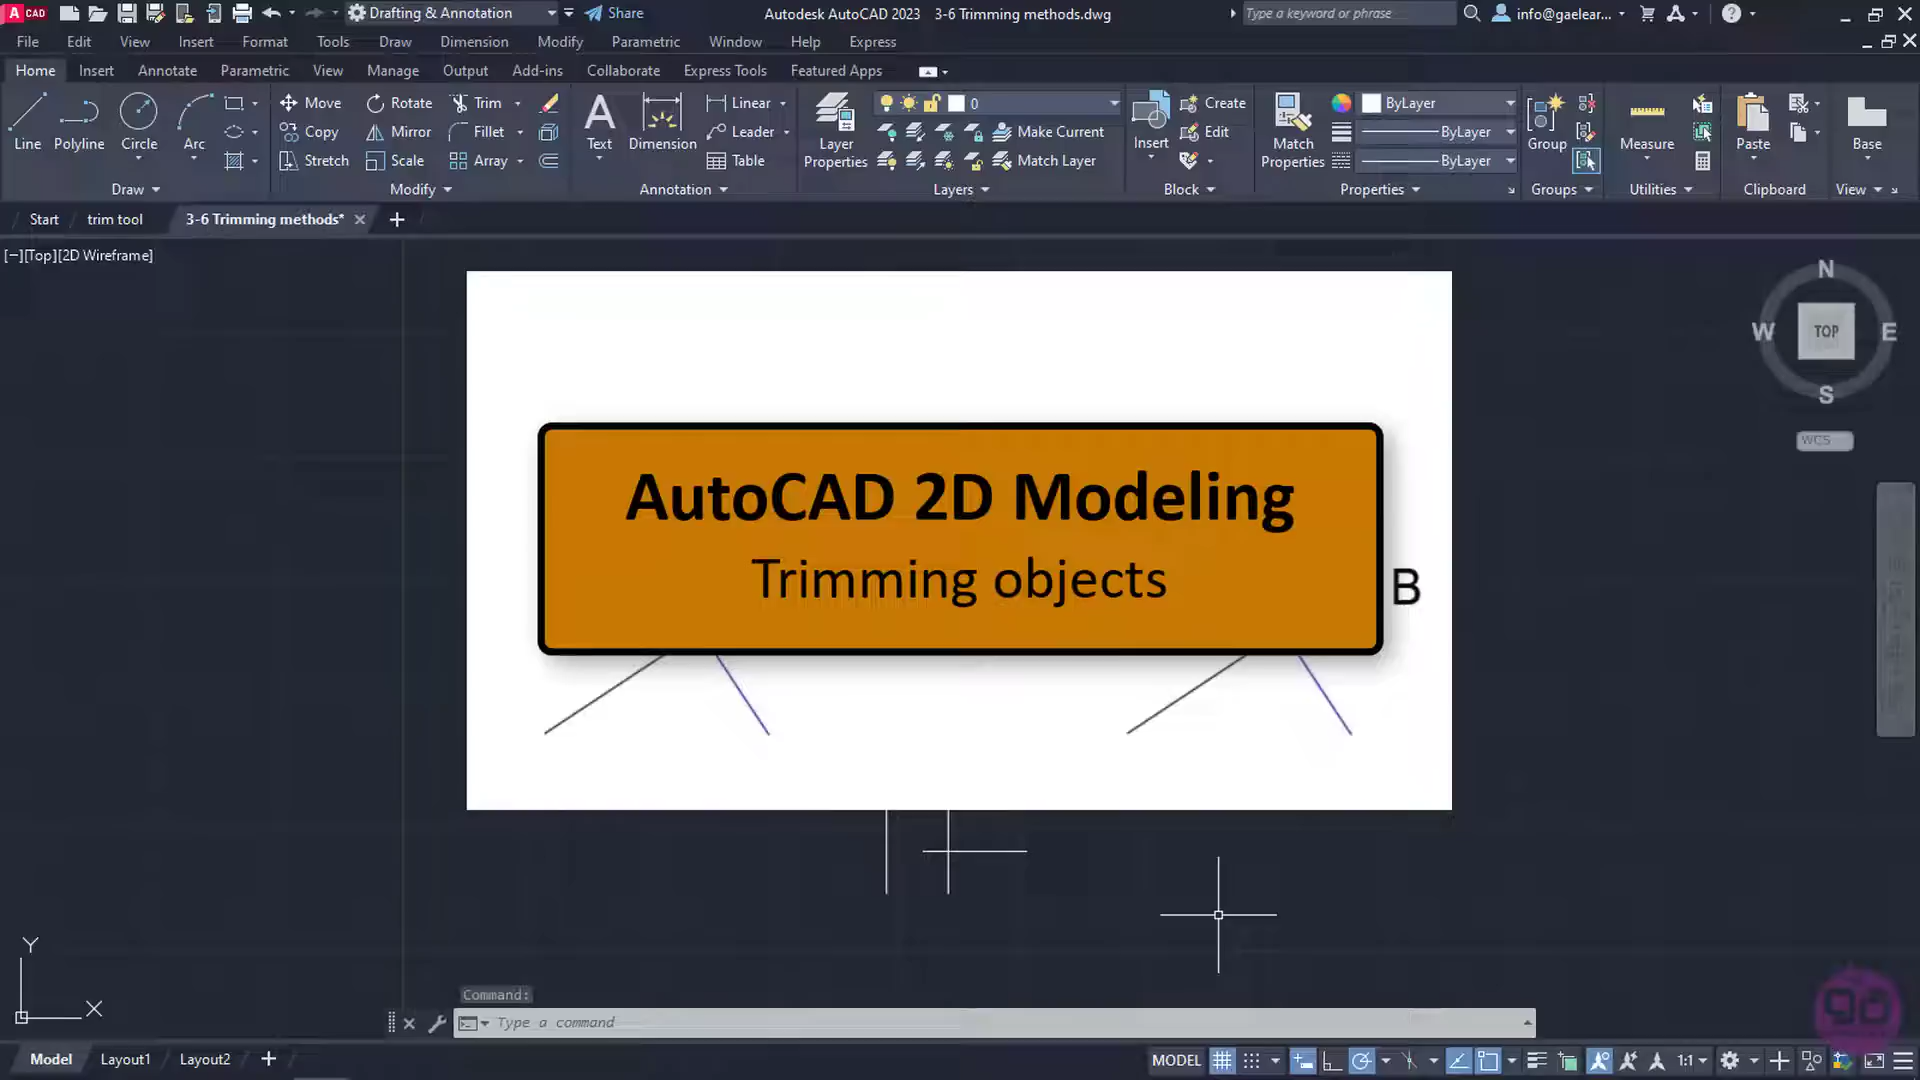 A CAD Drafting & Annotation Share Autodesk AutoCAD 2023 3-6 Trimming methods.dwg Type a keyword or phrase info@gaelear... ?
File Edit View Insert Format Tools Draw Dimension Modify Parametric Window Help Express
Home Insert Annotate Parametric View Manage Output Add-ins Collaborate Express Tools Featured Apps
Line Polyline Circle Arc
Draw
Move Rotate Trim
Copy Mirror Fillet
Stretch Scale Array
Modify
A Text Dimension
Linear
Leader
Table
Annotation
Layer Properties
0
Make Current
Match Layer
Layers
Insert
Create
Edit
Block
Match Properties
ByLayer
ByLayer
ByLayer
Properties
Group
Groups
Measure
Utilities
Paste
Clipboard
Base
View
Start trim tool 3-6 Trimming methods*
[−][Top][2D Wireframe]
N
W TOP E
S
WCS
AutoCAD 2D Modeling
Trimming objects
B
Y
X
Command:
Type a command
Model Layout1 Layout2 MODEL 1:1